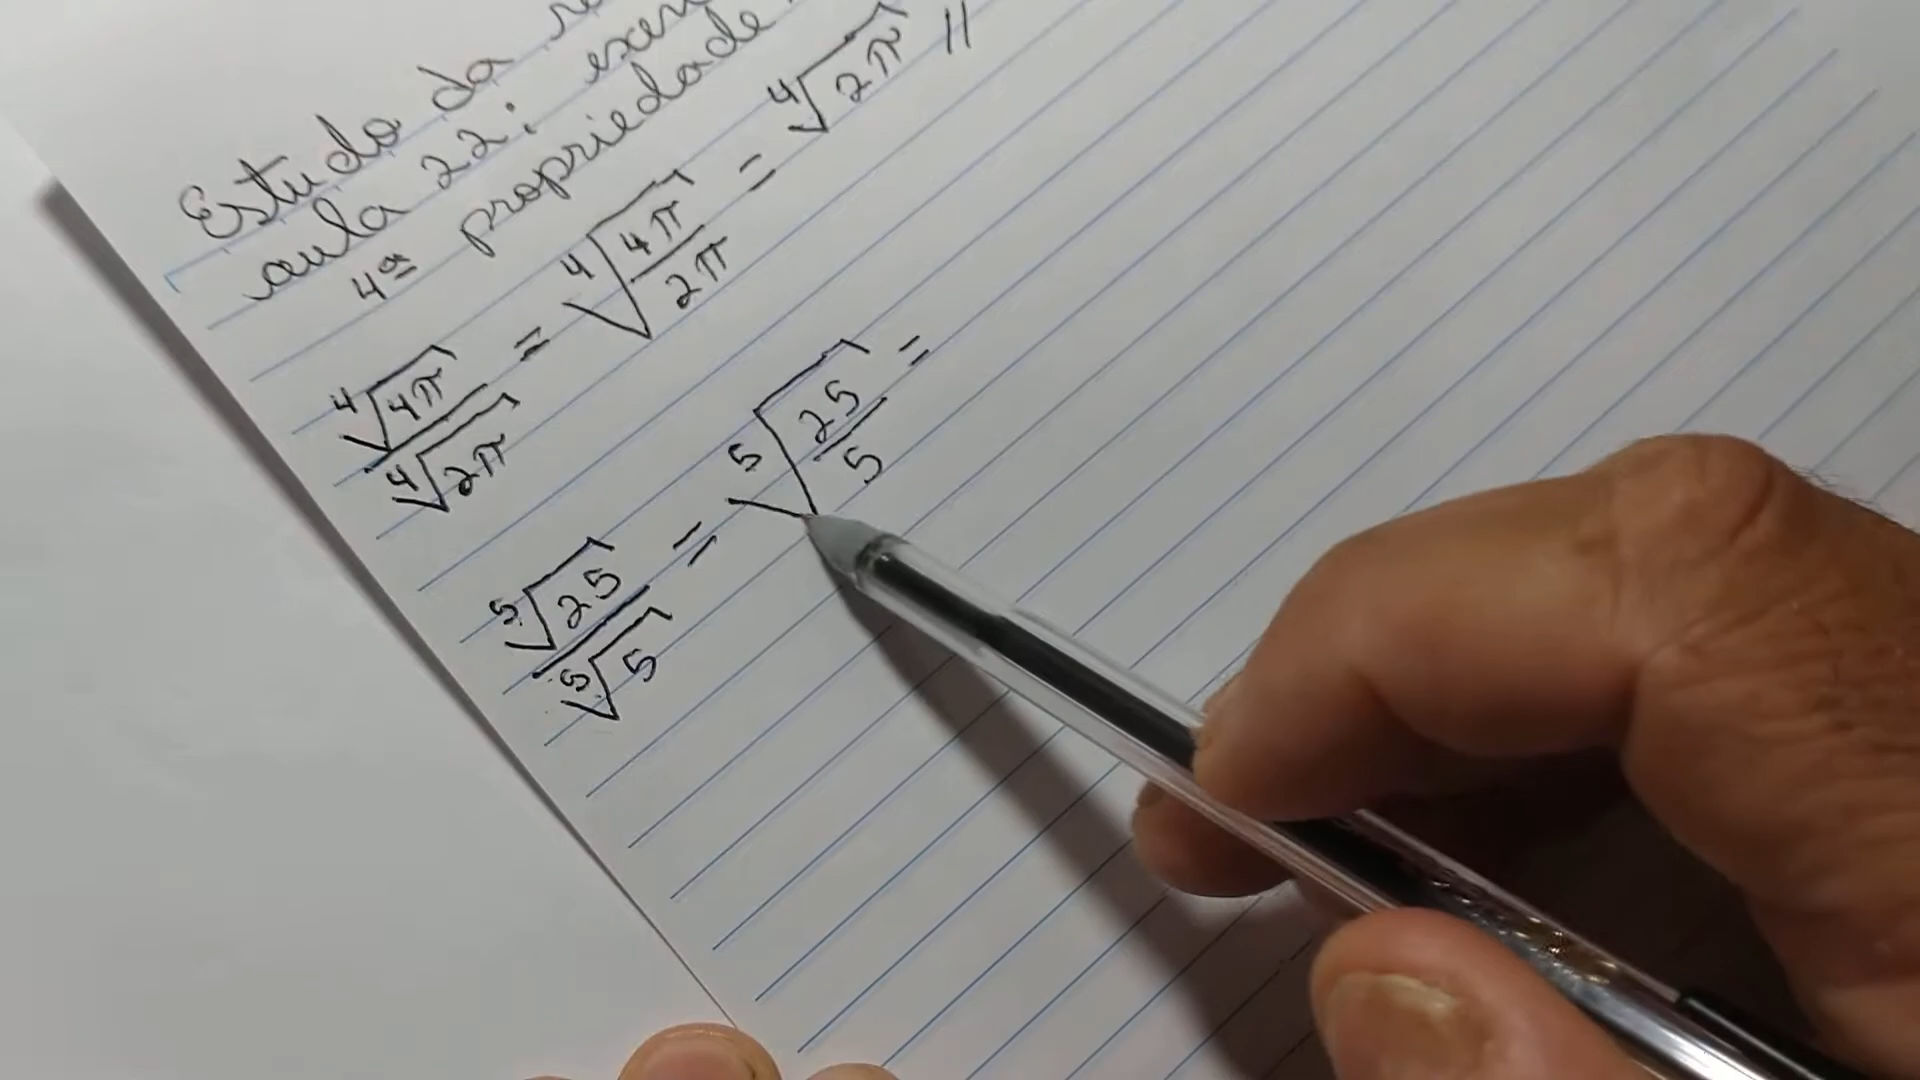 Estudo da
aula 22:
4ª propriedade
⁴√4π / ⁴√2π = ⁴√(4π/2π) = ⁴√2π //
⁵√25 / ⁵√5 = ⁵√(25/5) =